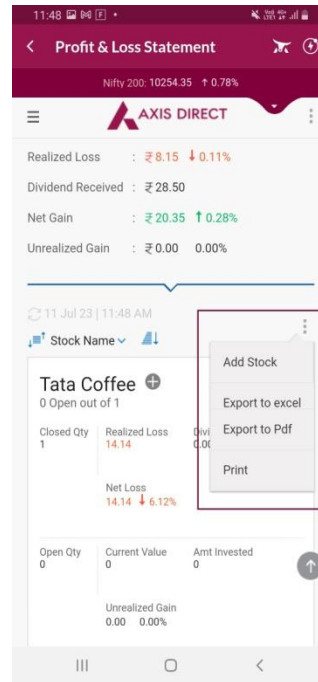 11:48
Profit & Loss Statement
Nifty 200: 10254.35 ↑ 0.78%
AXIS DIRECT
Realized Loss : ₹ 8.15 ↓ 0.11%
Dividend Received : ₹ 28.50
Net Gain : ₹ 20.35 ↑ 0.28%
Unrealized Gain : ₹ 0.00 0.00%
11 Jul 23 | 11:48 AM
Stock Name
Add Stock
Export to excel
Export to Pdf
Print
Tata Coffee
0 Open out of 1
Closed Qty Realized Loss Divi
1 14.14 0.00
Net Loss
14.14 ↓ 6.12%
Open Qty Current Value Amt Invested
0 0 0
Unrealized Gain
0.00 0.00%